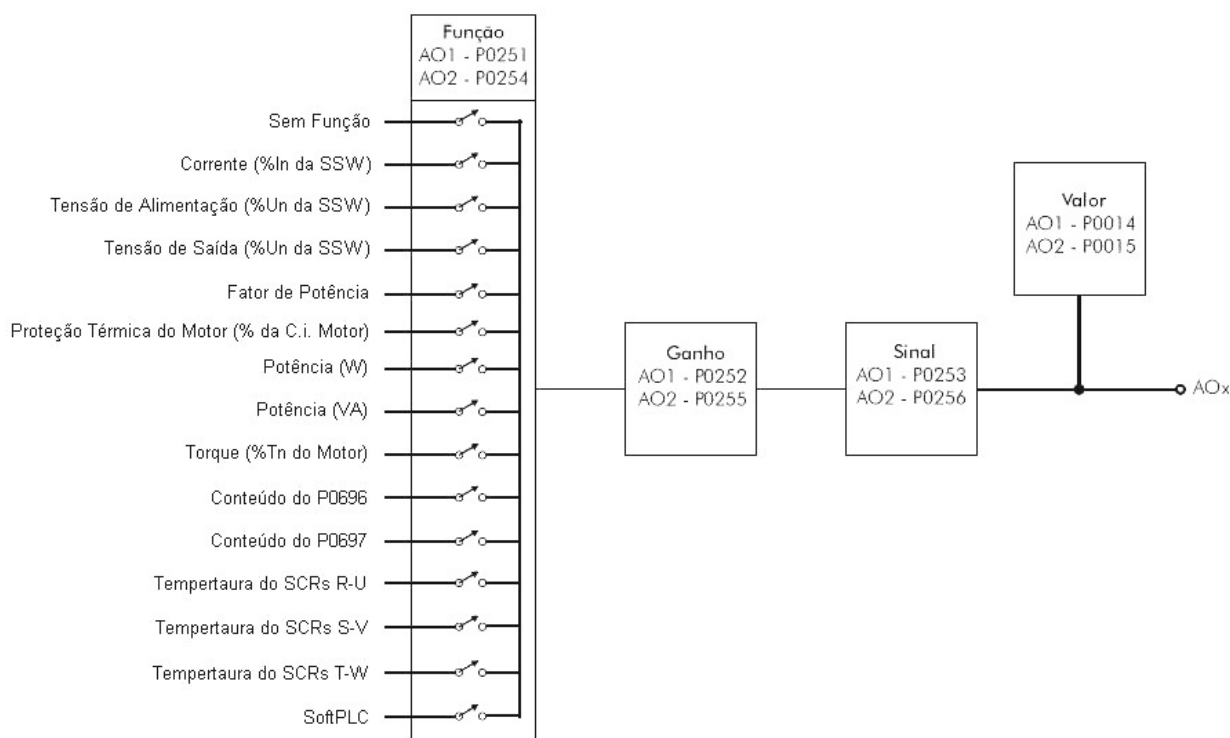 Função
AO1 - P0251
AO2 - P0254
Sem Função
Corrente (%In da SSW)
Tensão de Alimentação (%Un da SSW)
Tensão de Saída (%Un da SSW)
Fator de Potência
Proteção Térmica do Motor (% da C.i. Motor)
Potência (W)
Potência (VA)
Torque (%Tn do Motor)
Conteúdo do P0696
Conteúdo do P0697
Tempertaura do SCRs R-U
Tempertaura do SCRs S-V
Tempertaura do SCRs T-W
SoftPLC
Ganho
AO1 - P0252
AO2 - P0255
Sinal
AO1 - P0253
AO2 - P0256
Valor
AO1 - P0014
AO2 - P0015
AOx